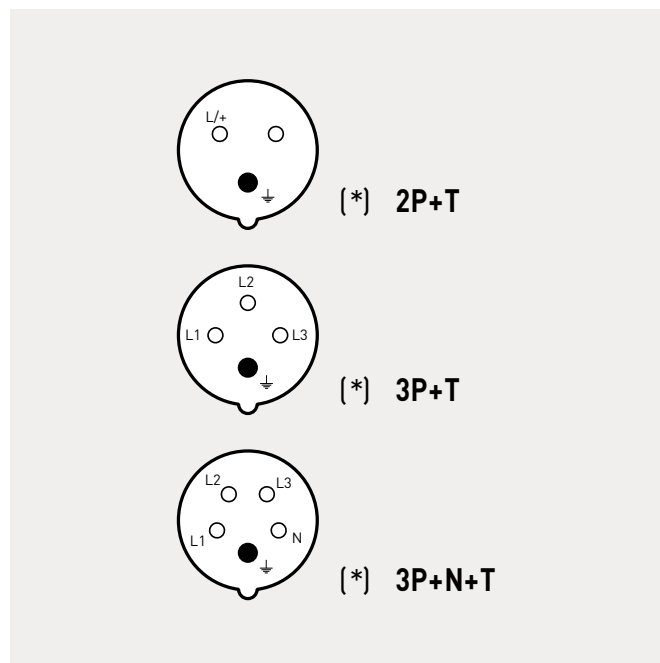 L/+
(*) 2P+T
L2
L1 L3
(*) 3P+T
L2 L3
L1 N
(*) 3P+N+T